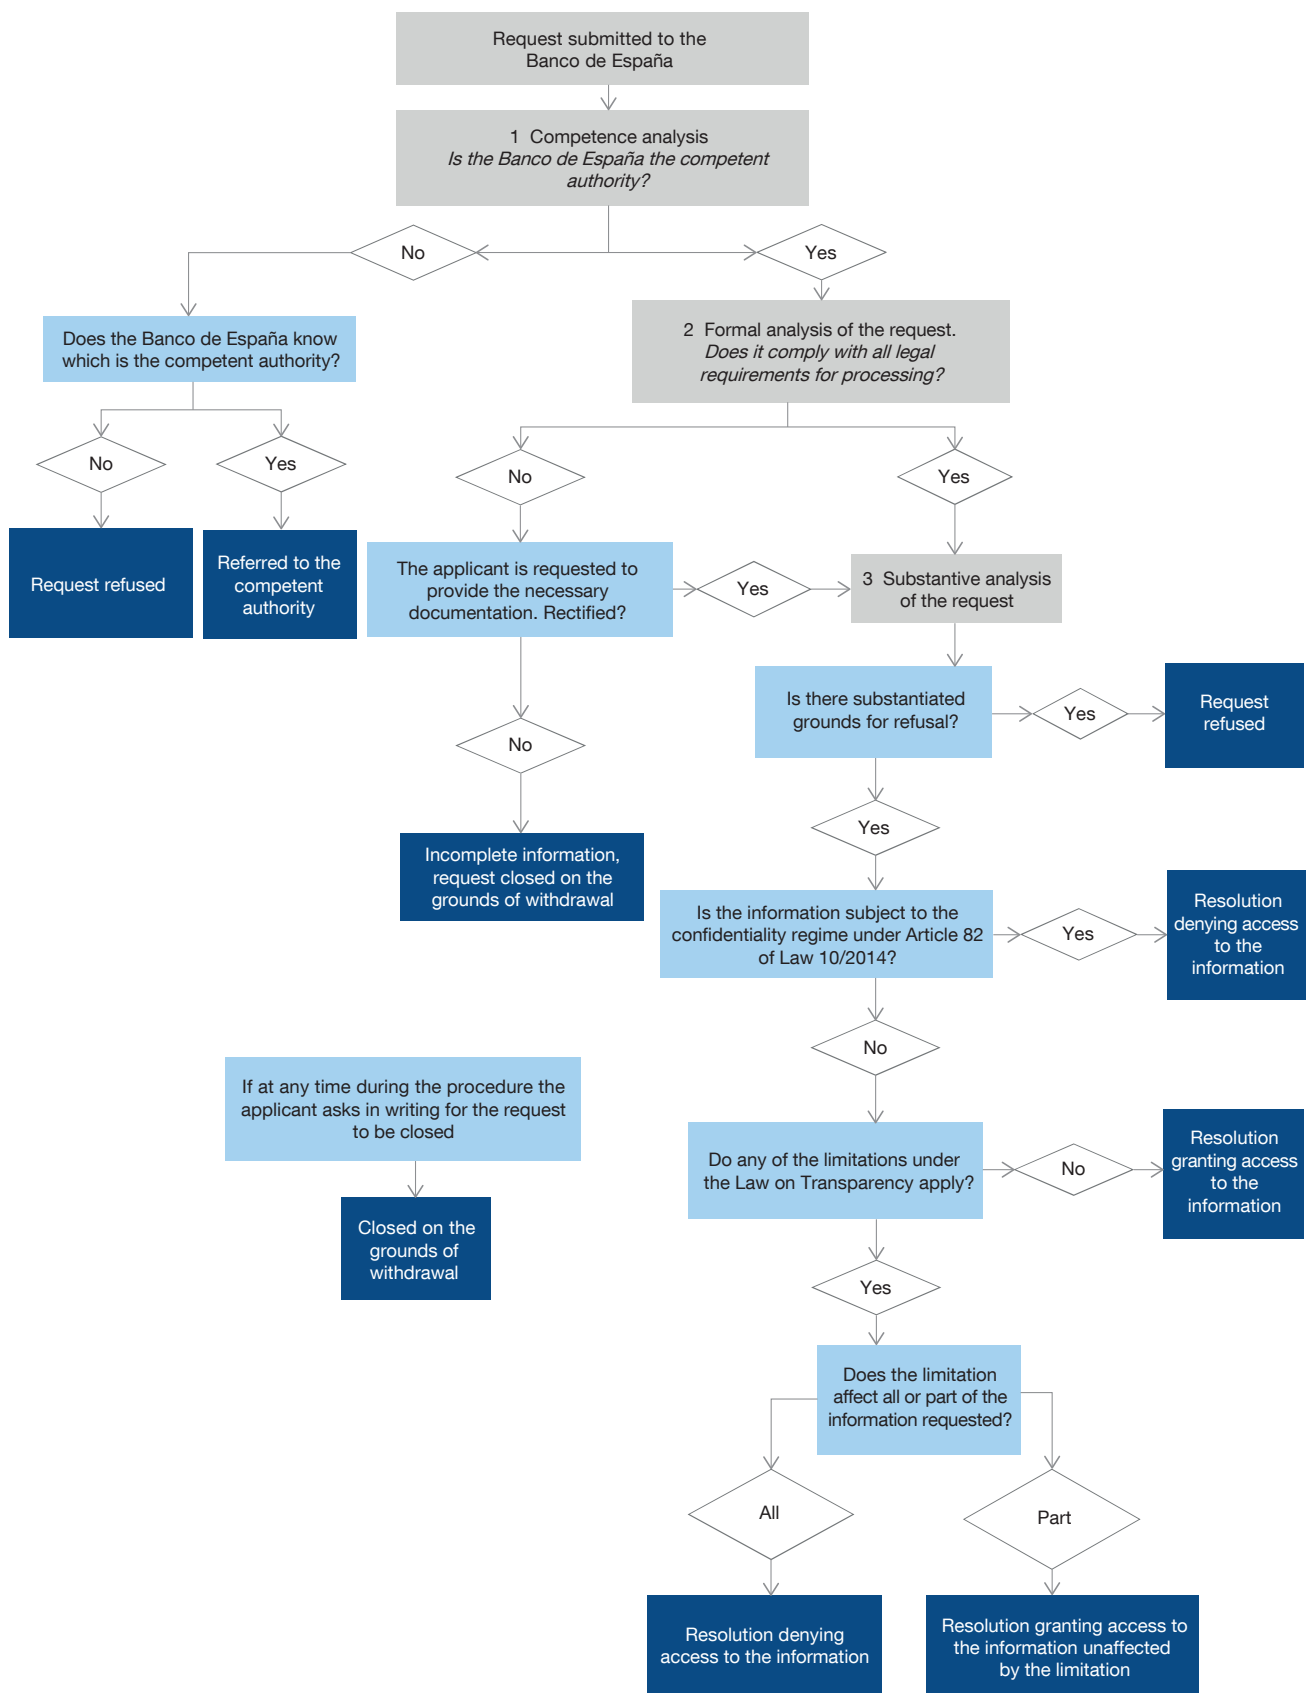 Request submitted to the
Banco de España
1 Competence analysis
Is the Banco de España the competent
authority?
No
Yes
Does the Banco de España know
which is the competent authority?
2 Formal analysis of the request.
Does it comply with all legal
requirements for processing?
No
Yes
No
Yes
Request refused
Referred to the
competent
authority
The applicant is requested to
provide the necessary
documentation. Rectified?
Yes
3 Substantive analysis
of the request
Is there substantiated
grounds for refusal?
Yes
Request
refused
No
Yes
Incomplete information,
request closed on the
grounds of withdrawal
Is the information subject to the
confidentiality regime under Article 82
of Law 10/2014?
Yes
Resolution
denying access
to the
information
No
If at any time during the procedure the
applicant asks in writing for the request
to be closed
Do any of the limitations under
the Law on Transparency apply?
No
Resolution
granting access
to the
information
Closed on the
grounds of
withdrawal
Yes
Does the limitation
affect all or part of the
information requested?
All
Part
Resolution denying
access to the information
Resolution granting access to
the information unaffected
by the limitation